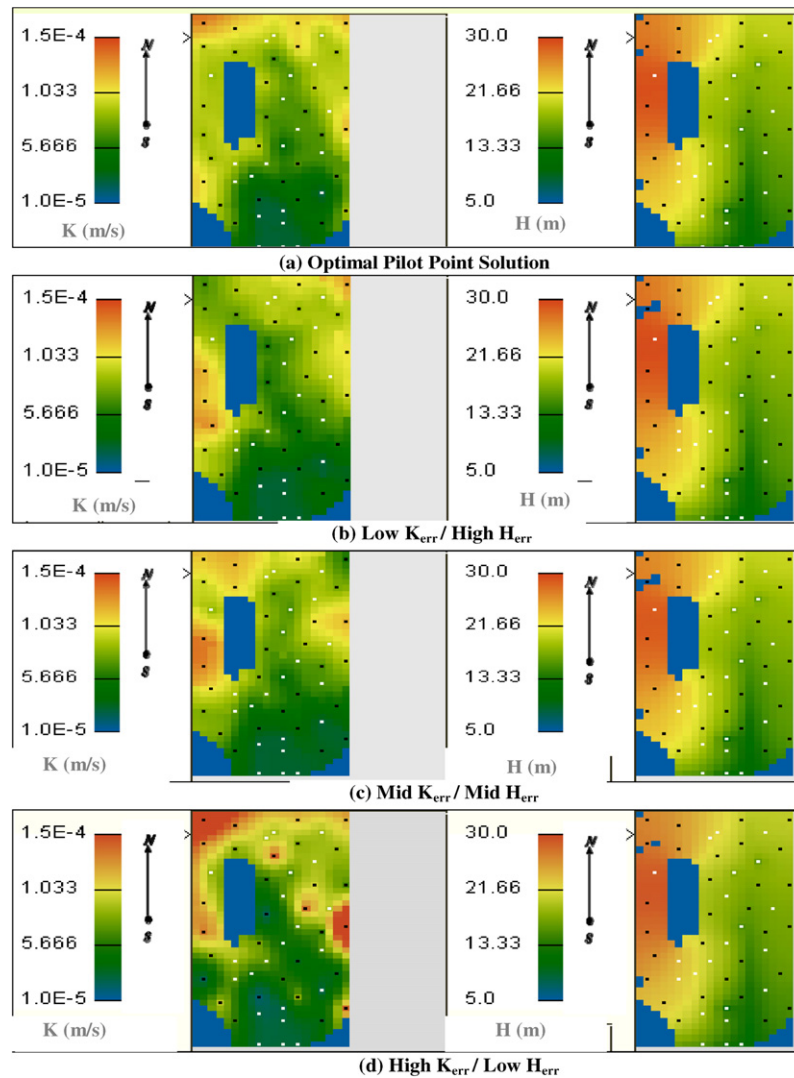 1.5E-4
1.033
5.666
1.0E-5
K (m/s)
N
S
30.0
21.66
13.33
5.0
H (m)
N
S
(a) Optimal Pilot Point Solution
1.5E-4
1.033
5.666
1.0E-5
K (m/s)
N
S
30.0
21.66
13.33
5.0
H (m)
N
S
(b) Low Kerr / High Herr
1.5E-4
1.033
5.666
1.0E-5
K (m/s)
N
S
30.0
21.66
13.33
5.0
H (m)
N
S
(c) Mid Kerr / Mid Herr
1.5E-4
1.033
5.666
1.0E-5
K (m/s)
N
S
30.0
21.66
13.33
5.0
H (m)
N
S
(d) High Kerr / Low Herr